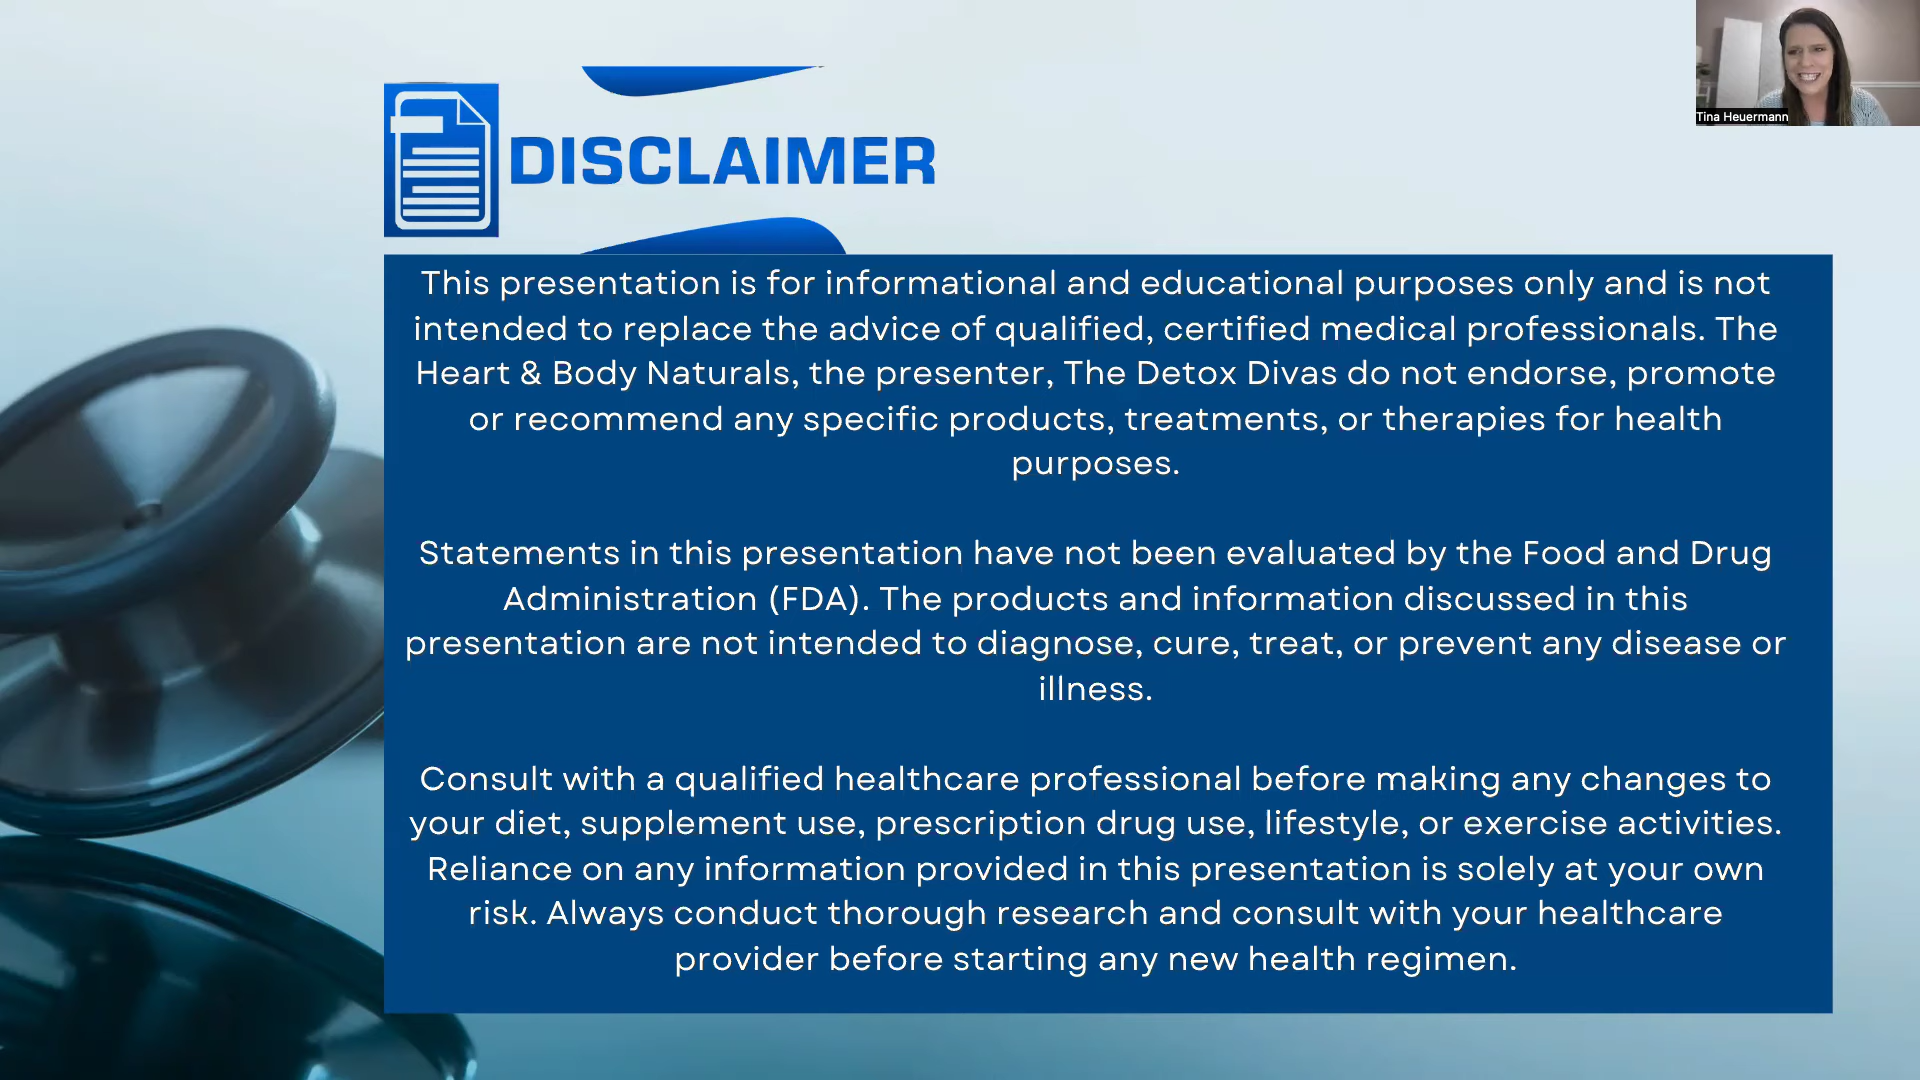 Tina Heuermann
DISCLAIMER
This presentation is for informational and educational purposes only and is not
intended to replace the advice of qualified, certified medical professionals. The
Heart & Body Naturals, the presenter, The Detox Divas do not endorse, promote
or recommend any specific products, treatments, or therapies for health
purposes.
Statements in this presentation have not been evaluated by the Food and Drug
Administration (FDA). The products and information discussed in this
presentation are not intended to diagnose, cure, treat, or prevent any disease or
illness.
Consult with a qualified healthcare professional before making any changes to
your diet, supplement use, prescription drug use, lifestyle, or exercise activities.
Reliance on any information provided in this presentation is solely at your own
risk. Always conduct thorough research and consult with your healthcare
provider before starting any new health regimen.